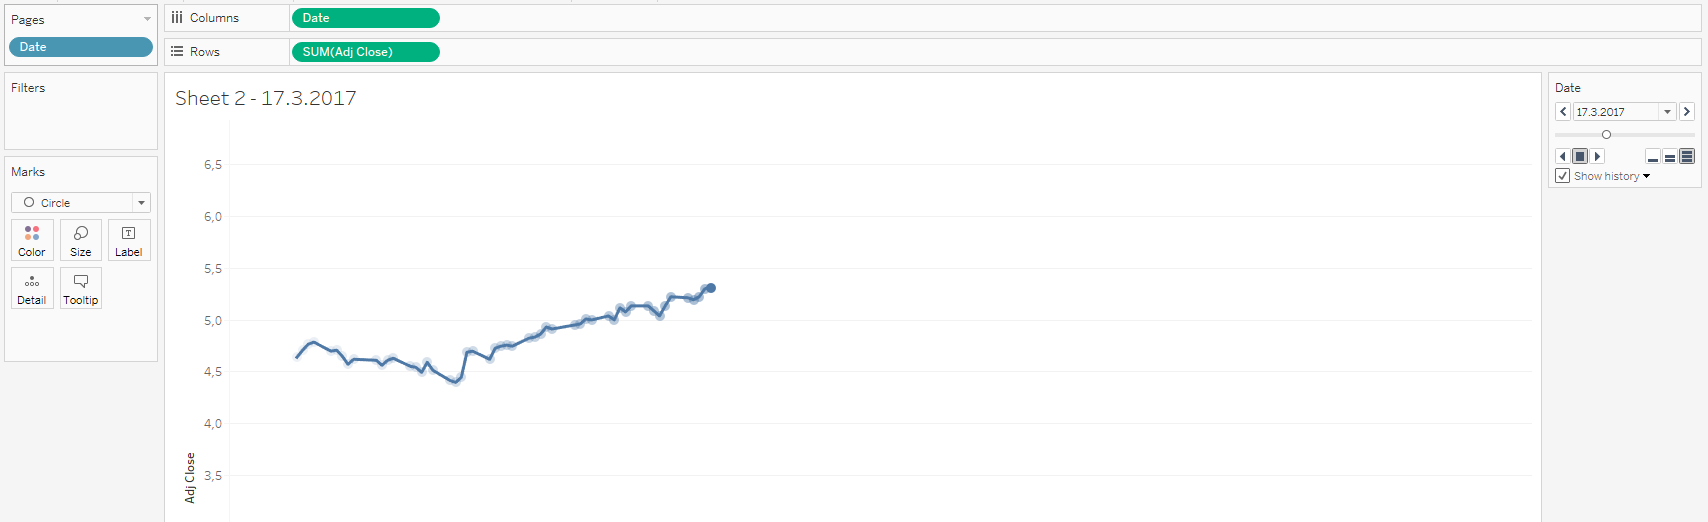 Pages
Date
Columns
Date
Rows
SUM(Adj Close)
Filters
Marks
Circle
Color
Size
Label
Detail
Tooltip
Sheet 2 - 17.3.2017
6,5
6,0
5,5
5,0
4,5
4,0
3,5
Adj Close
Date
17.3.2017
Show history